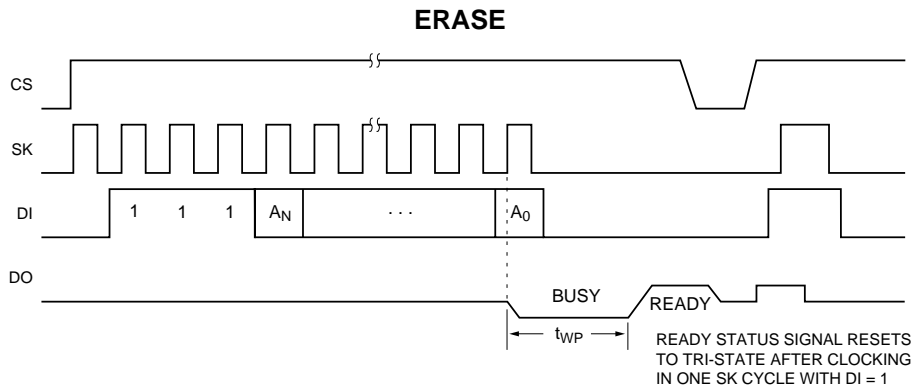 ERASE
CS
SK
DI
1 1 1 AN · · · A0
DO
BUSY
READY
tWP
READY STATUS SIGNAL RESETS
TO TRI-STATE AFTER CLOCKING
IN ONE SK CYCLE WITH DI = 1